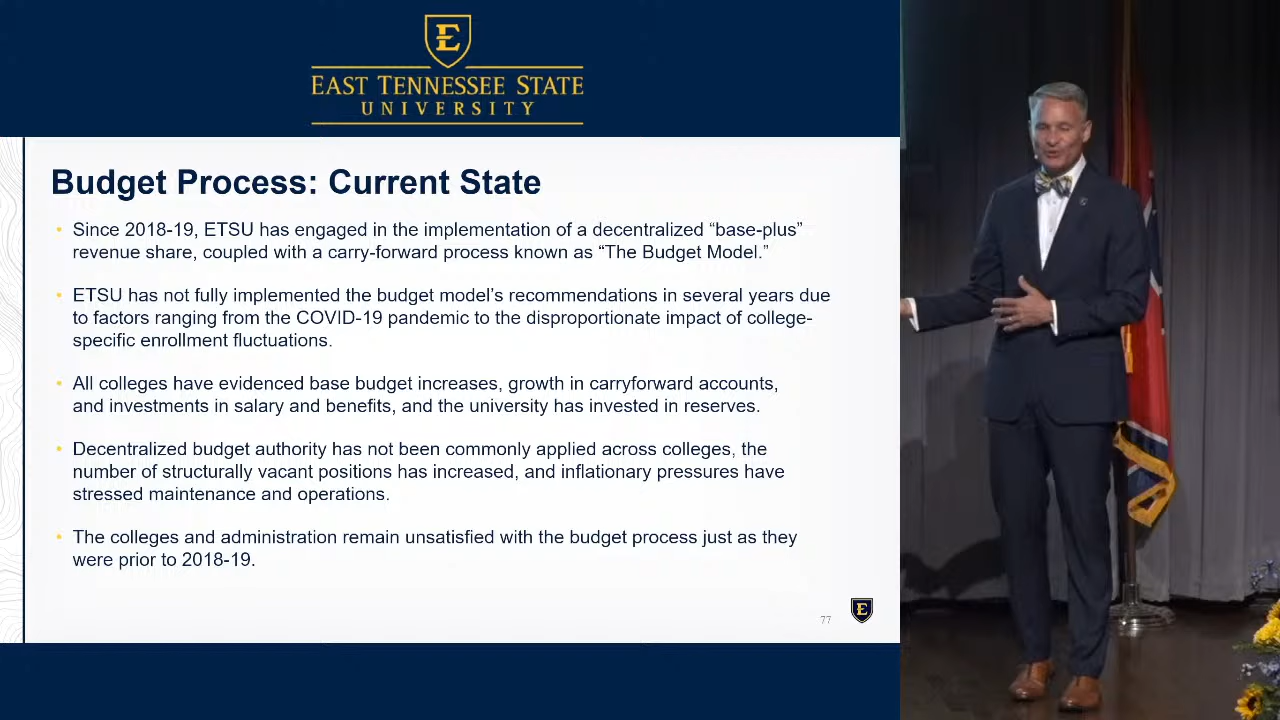 E
EAST TENNESSEE STATE
UNIVERSITY
Budget Process: Current State
• Since 2018-19, ETSU has engaged in the implementation of a decentralized “base-plus”
revenue share, coupled with a carry-forward process known as “The Budget Model.”
• ETSU has not fully implemented the budget model’s recommendations in several years due
to factors ranging from the COVID-19 pandemic to the disproportionate impact of college-
specific enrollment fluctuations.
• All colleges have evidenced base budget increases, growth in carryforward accounts,
and investments in salary and benefits, and the university has invested in reserves.
• Decentralized budget authority has not been commonly applied across colleges, the
number of structurally vacant positions has increased, and inflationary pressures have
stressed maintenance and operations.
• The colleges and administration remain unsatisfied with the budget process just as they
were prior to 2018-19.
77
E